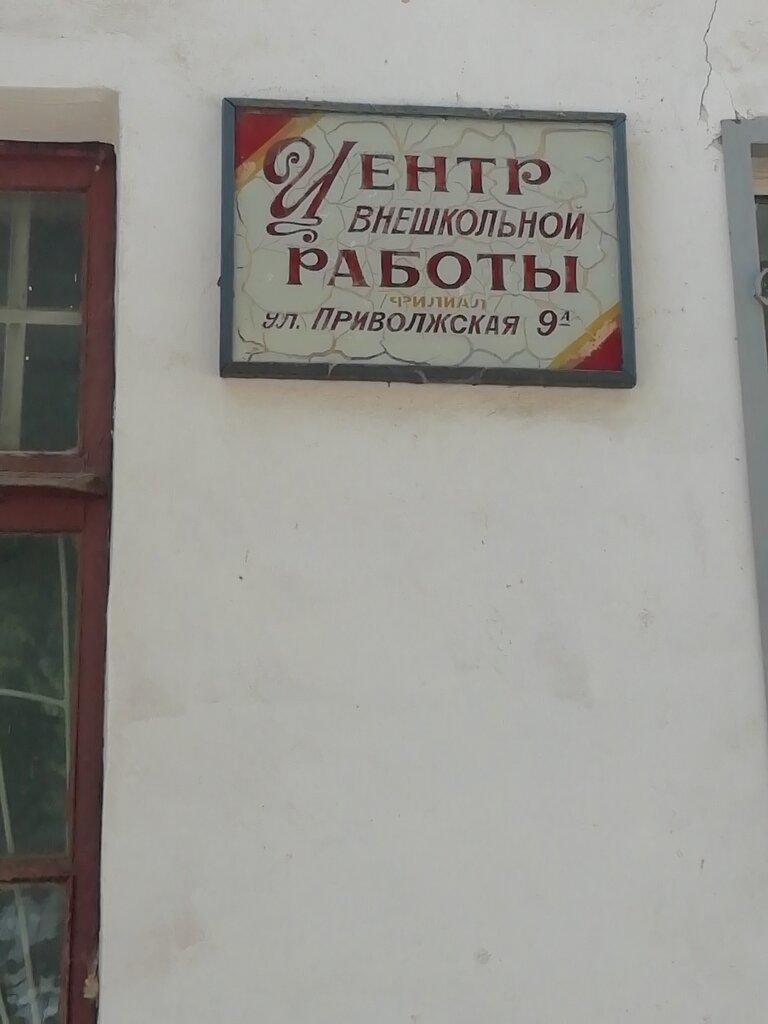 ЦЕНТР
ВНЕШКОЛЬНОЙ
РАБОТЫ
/ФИЛИАЛ/
УЛ. ПРИВОЛЖСКАЯ 9А